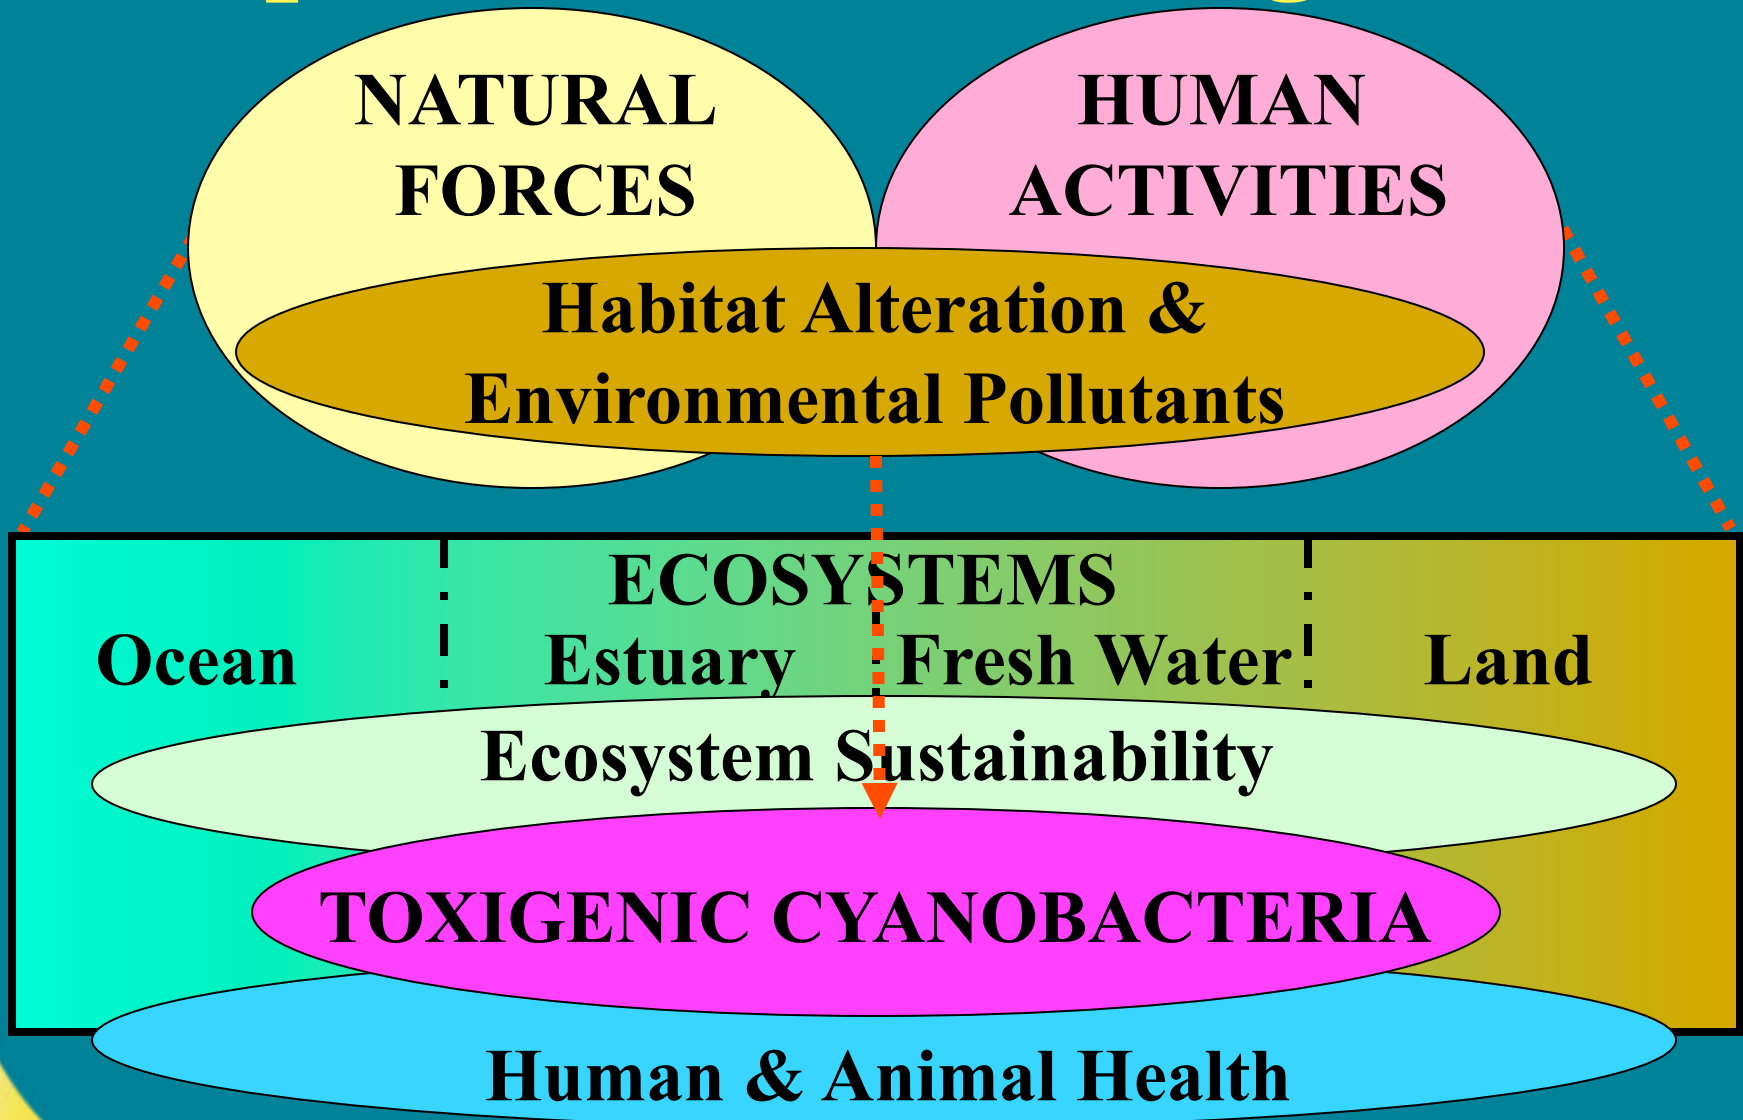 NATURAL
FORCES
HUMAN
ACTIVITIES
Habitat Alteration &
Environmental Pollutants
ECOSYSTEMS
Ocean
Estuary
Fresh Water
Land
Ecosystem Sustainability
TOXIGENIC CYANOBACTERIA
Human & Animal Health